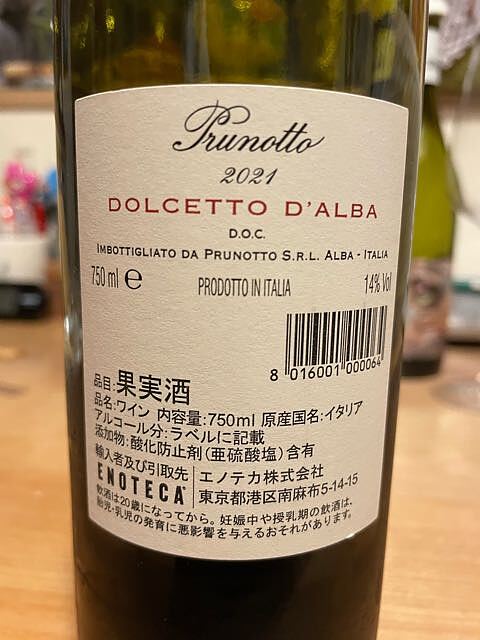 Prunotto
2021
DOLCETTO D'ALBA
D.O.C.
IMBOTTIGLIATO DA PRUNOTTO S.R.L. ALBA - ITALIA
750 ml e PRODOTTO IN ITALIA 14% Vol
8 016001 000064
品目:果実酒
品名:ワイン 内容量:750ml 原産国名:イタリア
アルコール分:ラベルに記載
添加物:酸化防止剤(亜硫酸塩)含有
輸入者及び引取先 エノテカ株式会社
ENOTECA 東京都港区南麻布5-14-15
飲酒は20歳になってから。妊娠中や授乳期の飲酒は、
胎児・乳児の発育に悪影響を与えるおそれがあります。